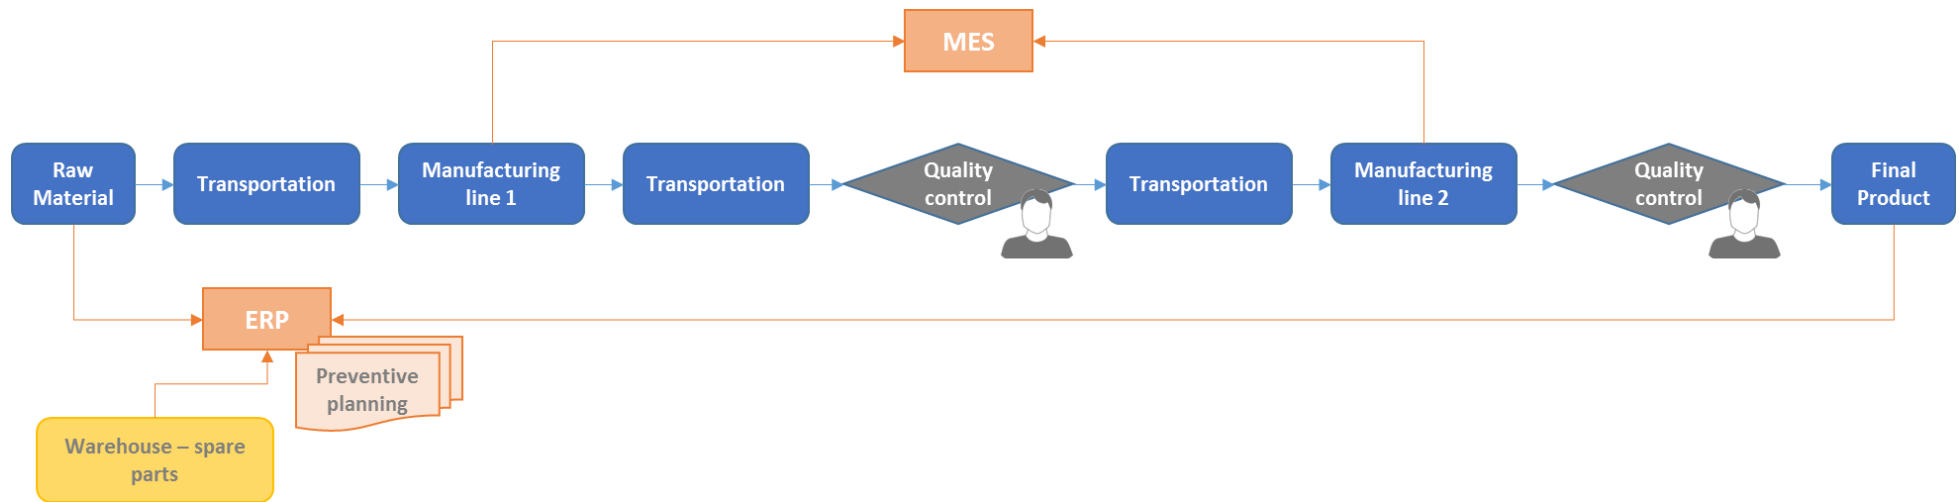 MES
Raw
Material
Transportation
Manufacturing
line 1
Transportation
Quality
control
Transportation
Manufacturing
line 2
Quality
control
Final
Product
ERP
Preventive
planning
Warehouse – spare
parts